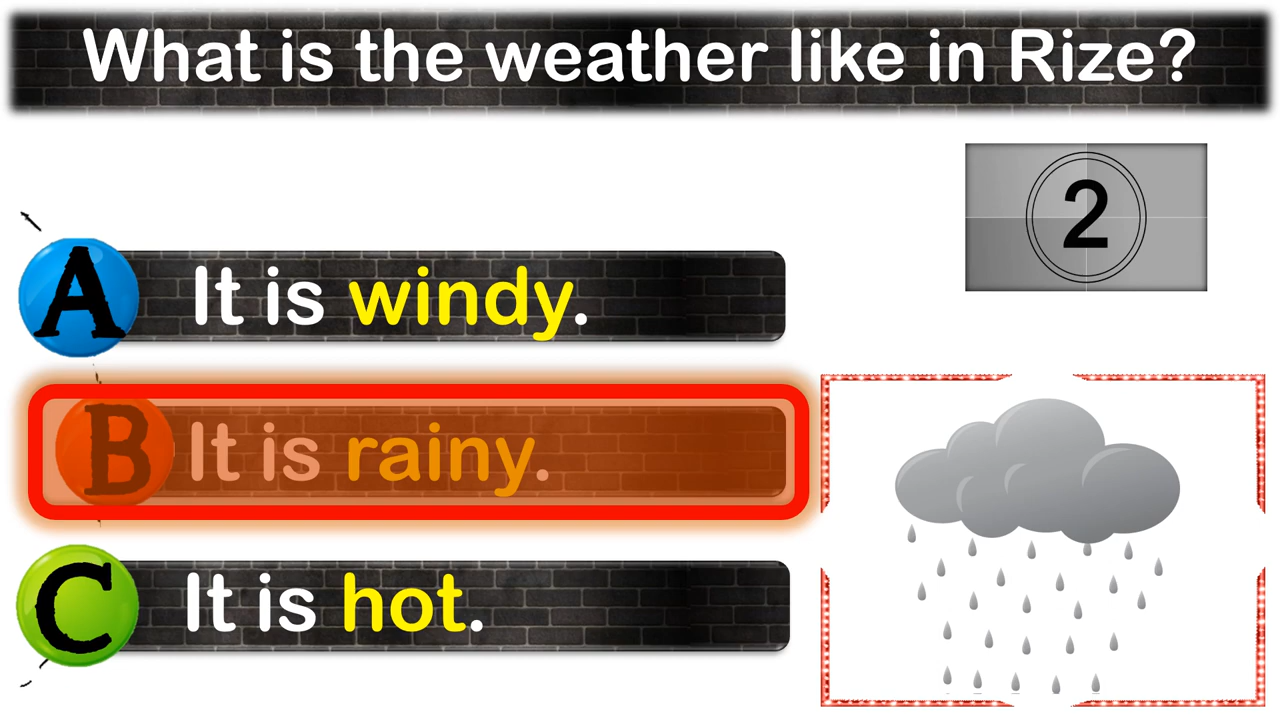 What is the weather like in Rize?
2
A It is windy.
B It is rainy.
C It is hot.